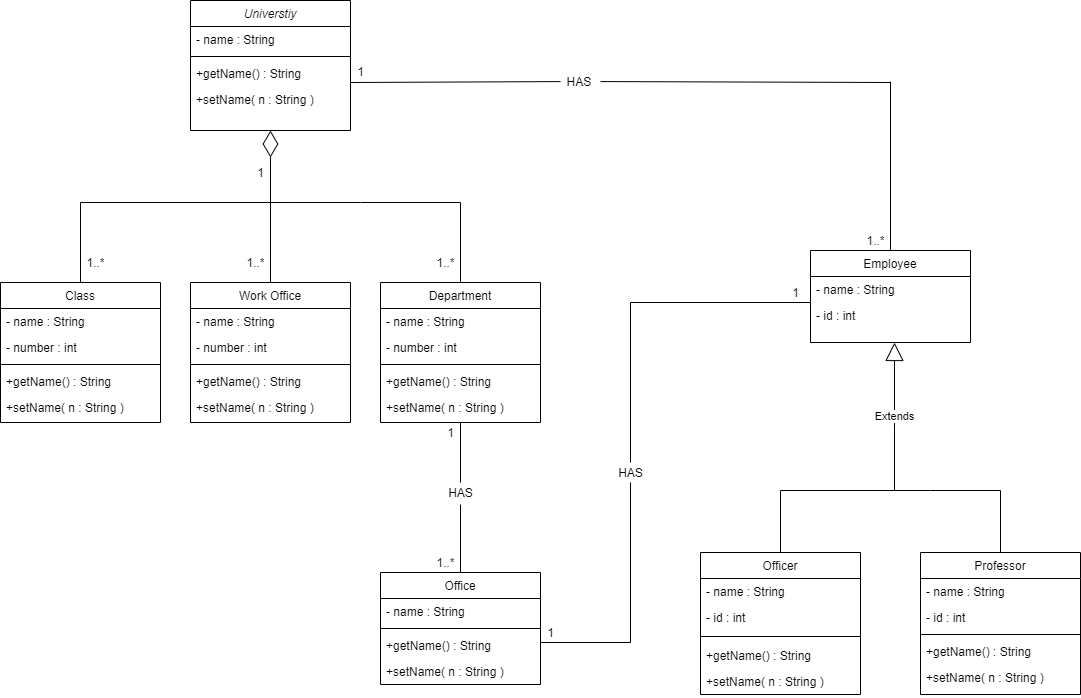 Universtiy
- name : String
+getName() : String
+setName( n : String )
1
HAS
1
1..*
1..*
1..*
1..*
Employee
- name : String
- id : int
1
Class
- name : String
- number : int
+getName() : String
+setName( n : String )
Work Office
- name : String
- number : int
+getName() : String
+setName( n : String )
Department
- name : String
- number : int
+getName() : String
+setName( n : String )
1
HAS
1..*
HAS
Extends
Office
- name : String
+getName() : String
+setName( n : String )
1
Officer
- name : String
- id : int
+getName() : String
+setName( n : String )
Professor
- name : String
- id : int
+getName() : String
+setName( n : String )